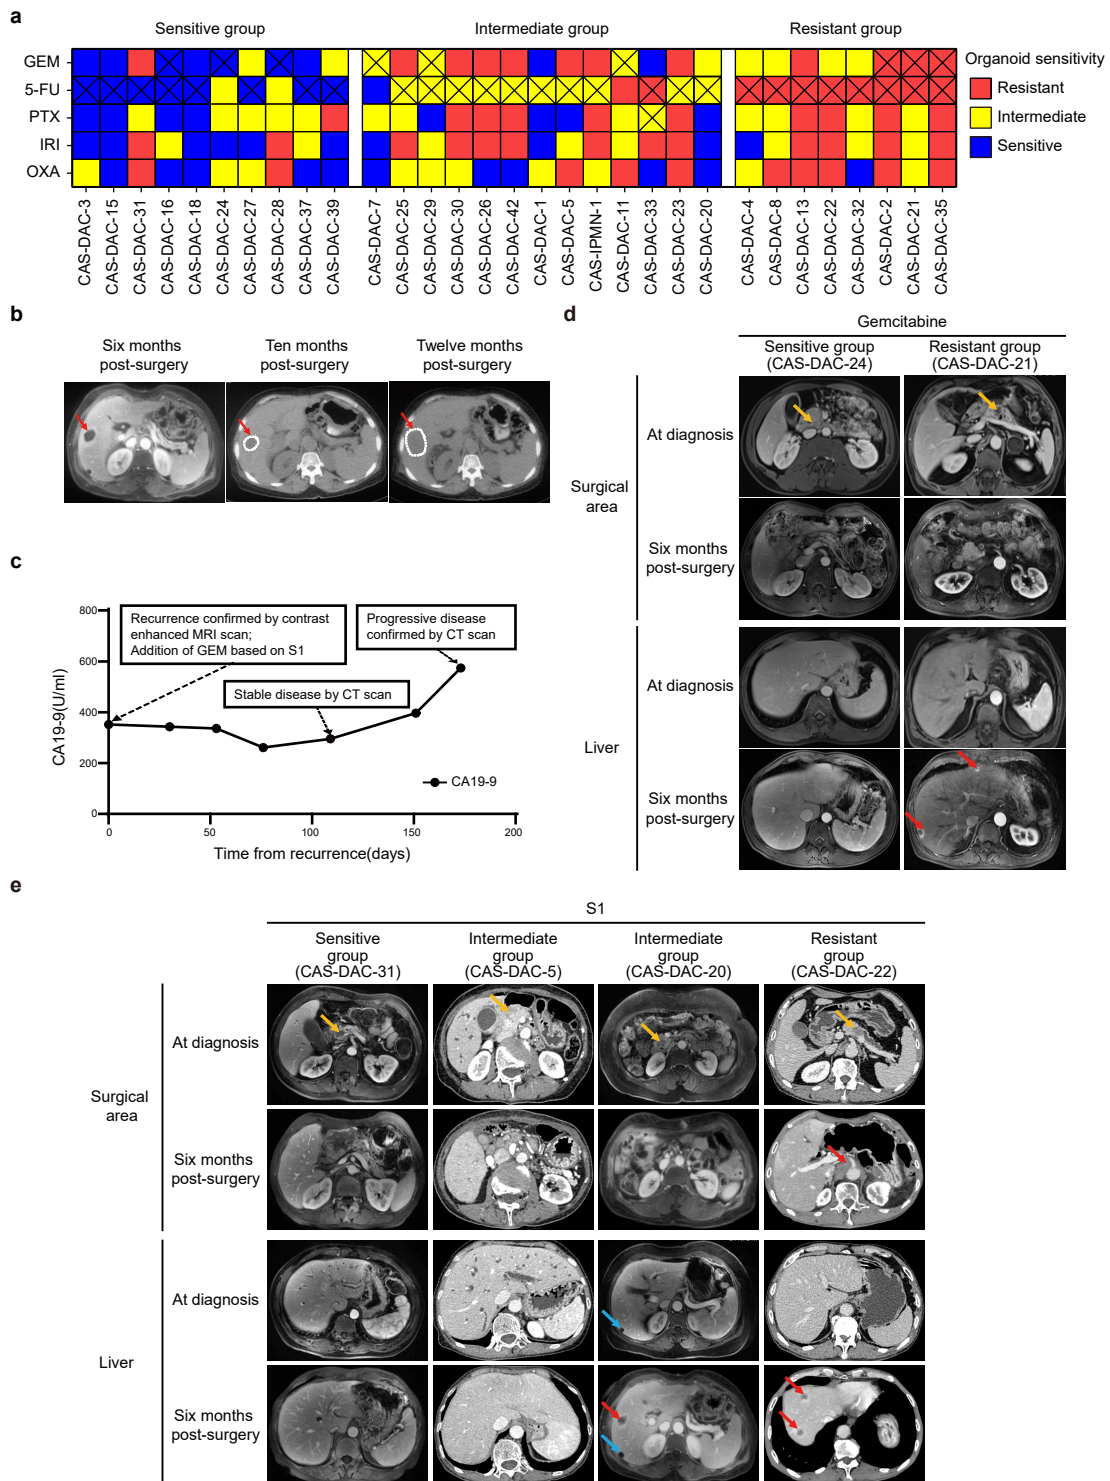 a
Sensitive group
Intermediate group
Resistant group
GEM
5-FU
PTX
IRI
OXA
Organoid sensitivity
Resistant
Intermediate
Sensitive
CAS-DAC-3
CAS-DAC-15
CAS-DAC-31
CAS-DAC-16
CAS-DAC-18
CAS-DAC-24
CAS-DAC-27
CAS-DAC-28
CAS-DAC-37
CAS-DAC-39
CAS-DAC-7
CAS-DAC-25
CAS-DAC-29
CAS-DAC-30
CAS-DAC-26
CAS-DAC-42
CAS-DAC-1
CAS-DAC-5
CAS-IPMN-1
CAS-DAC-11
CAS-DAC-33
CAS-DAC-23
CAS-DAC-20
CAS-DAC-4
CAS-DAC-8
CAS-DAC-13
CAS-DAC-22
CAS-DAC-32
CAS-DAC-2
CAS-DAC-21
CAS-DAC-35
b
Six months
post-surgery
Ten months
post-surgery
Twelve months
post-surgery
c
CA19-9(U/ml)
800
600
400
200
0
Recurrence confirmed by contrast
enhanced MRI scan;
Addition of GEM based on S1
Stable disease by CT scan
Progressive disease
confirmed by CT scan
CA19-9
0
50
100
150
200
Time from recurrence(days)
d
Gemcitabine
Sensitive group
(CAS-DAC-24)
Resistant group
(CAS-DAC-21)
Surgical
area
At diagnosis
Six months
post-surgery
Liver
At diagnosis
Six months
post-surgery
e
S1
Sensitive
group
(CAS-DAC-31)
Intermediate
group
(CAS-DAC-5)
Intermediate
group
(CAS-DAC-20)
Resistant
group
(CAS-DAC-22)
Surgical
area
At diagnosis
Six months
post-surgery
Liver
At diagnosis
Six months
post-surgery